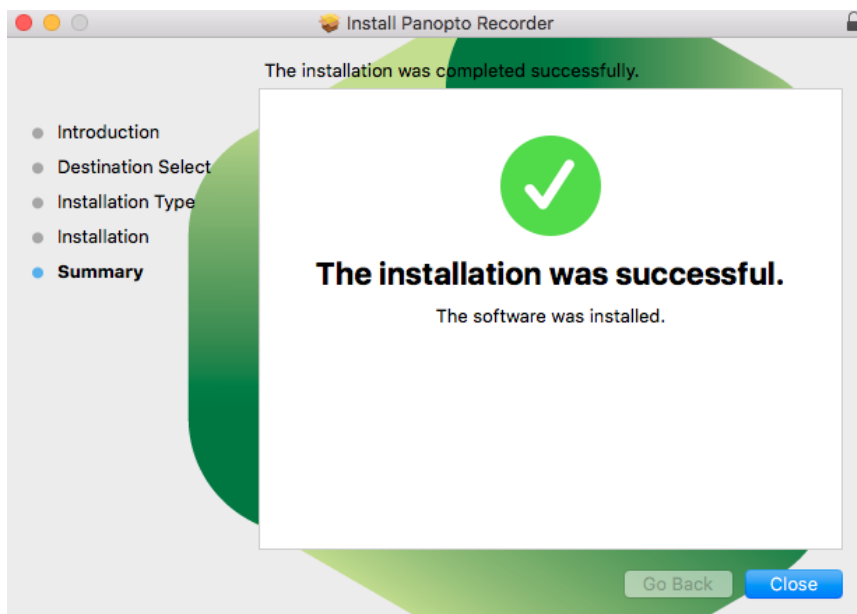 Install Panopto Recorder
The installation was completed successfully.
Introduction
Destination Select
Installation Type
Installation
Summary
The installation was successful.
The software was installed.
Go Back
Close